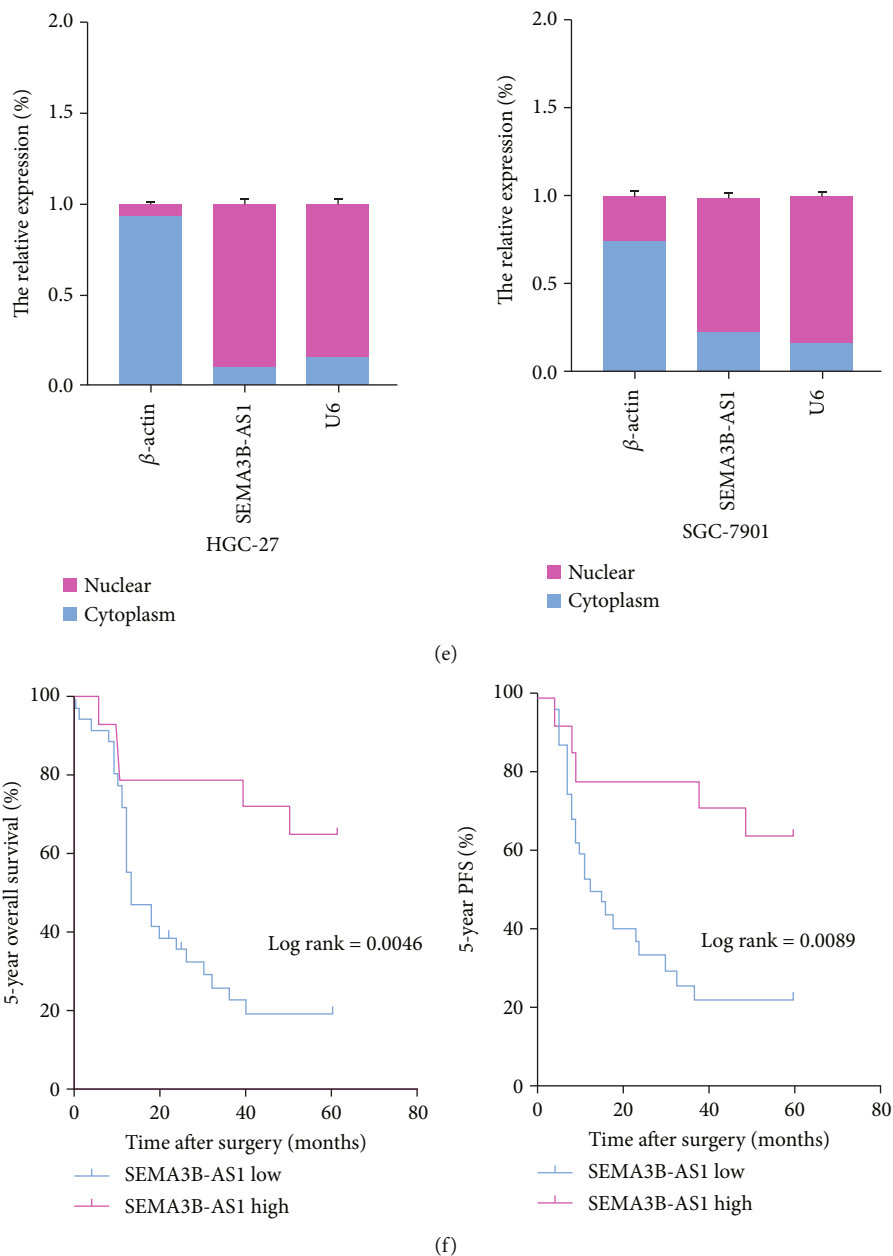 The relative expression (%)
2.0
1.5
1.0
0.5
0.0
β-actin
SEMA3B-AS1
U6
HGC-27
Nuclear
Cytoplasm
The relative expression (%)
2.0
1.5
1.0
0.5
0.0
β-actin
SEMA3B-AS1
U6
SGC-7901
Nuclear
Cytoplasm
(e)
5-year overall survival (%)
100
80
60
40
20
0
Log rank = 0.0046
0 20 40 60 80
Time after surgery (months)
SEMA3B-AS1 low
SEMA3B-AS1 high
5-year PFS (%)
100
80
60
40
20
0
Log rank = 0.0089
0 20 40 60 80
Time after surgery (months)
SEMA3B-AS1 low
SEMA3B-AS1 high
(f)